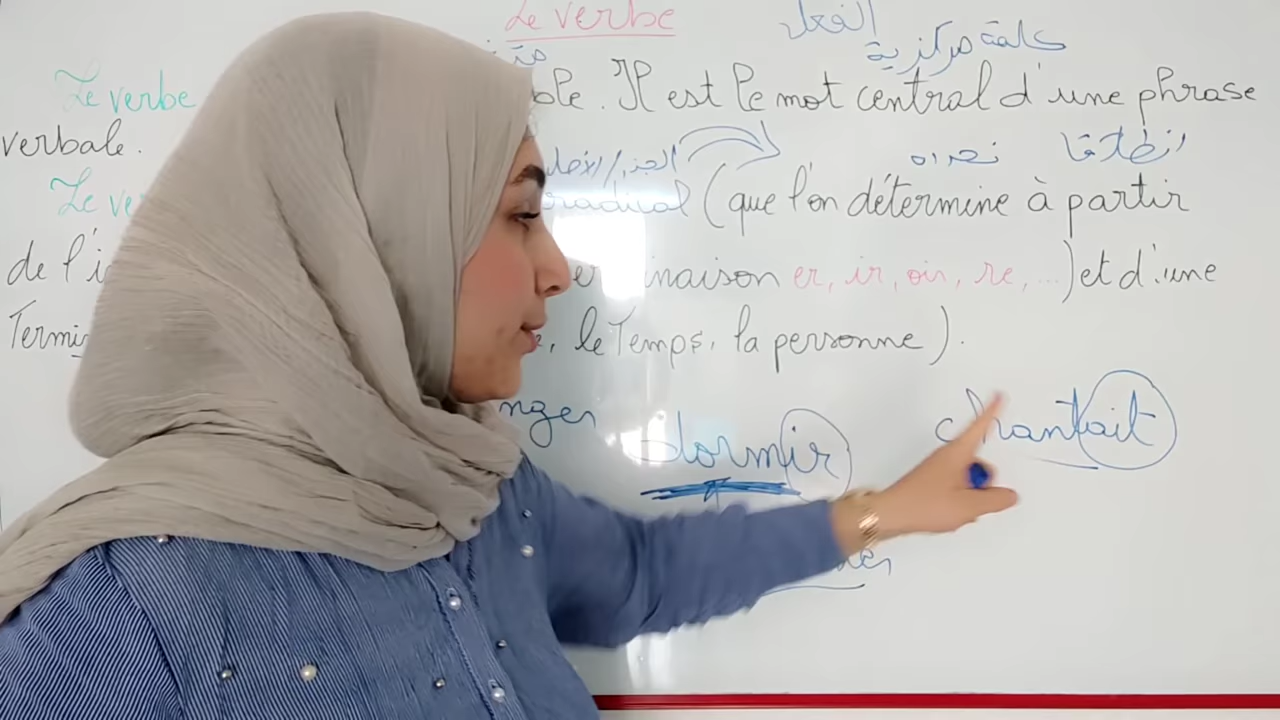 Le verbe الفعل
كلمة مركزية
Le verbe ble. Il est le mot central d'une phrase
verbale.
انطلاقا
Le ve radical (que l'on détermine à partir
de l'i inaison er, ir, oir, re, ...) et d'une
Termi , le Temps, la personne).
nger dormir chantait